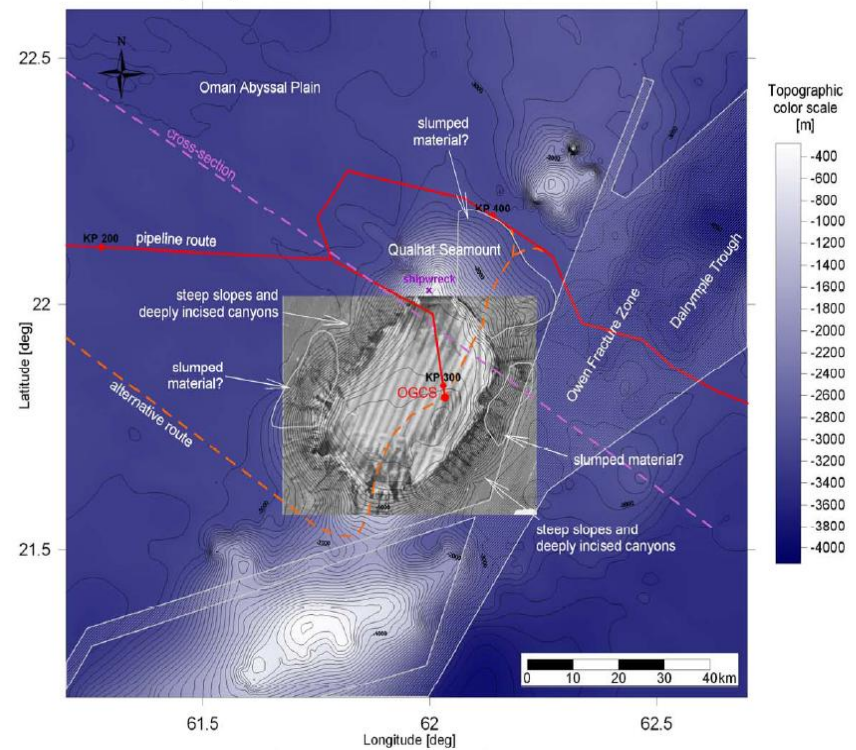 22.5
22
21.5
Latitude [deg]
61.5
62
62.5
Longitude [deg]
N
Oman Abyssal Plain
cross-section
slumped
material?
KP 200
pipeline route
KP 400
Qualhat Seamount
shipwreck
steep slopes and
deeply incised canyons
slumped
material?
KP 300
OGCS
alternative route
Owen Fracture Zone
Dalrymple Trough
slumped material?
steep slopes and
deeply incised canyons
0 10 20 30 40km
Topographic
color scale
[m]
-400
-600
-800
-1000
-1200
-1400
-1600
-1800
-2000
-2200
-2400
-2600
-2800
-3000
-3200
-3400
-3600
-3800
-4000